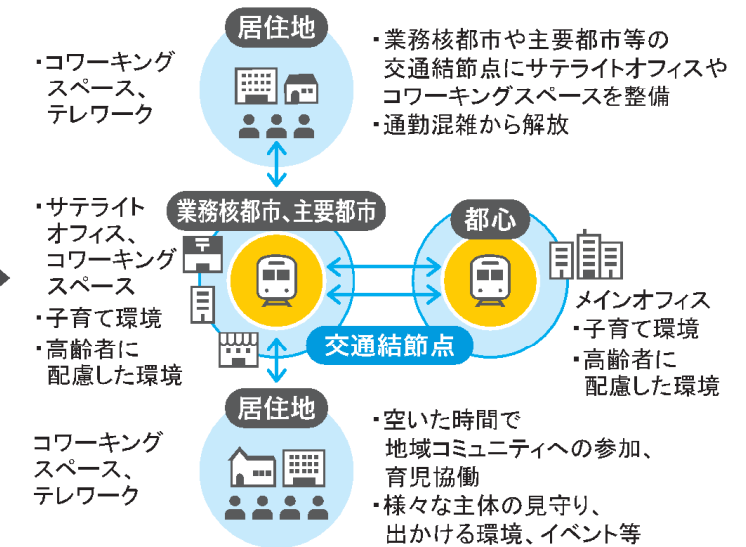 居住地
・コワーキング
スペース、
テレワーク
・業務核都市や主要都市等の
交通結節点にサテライトオフィスや
コワーキングスペースを整備
・通勤混雑から解放
・サテライト
オフィス、
コワーキング
スペース
・子育て環境
・高齢者に
配慮した環境
業務核都市、主要都市
〒
都心
メインオフィス
・子育て環境
・高齢者に
配慮した環境
交通結節点
居住地
コワーキング
スペース、
テレワーク
・空いた時間で
地域コミュニティへの参加、
育児協働
・様々な主体の見守り、
出かける環境、イベント等